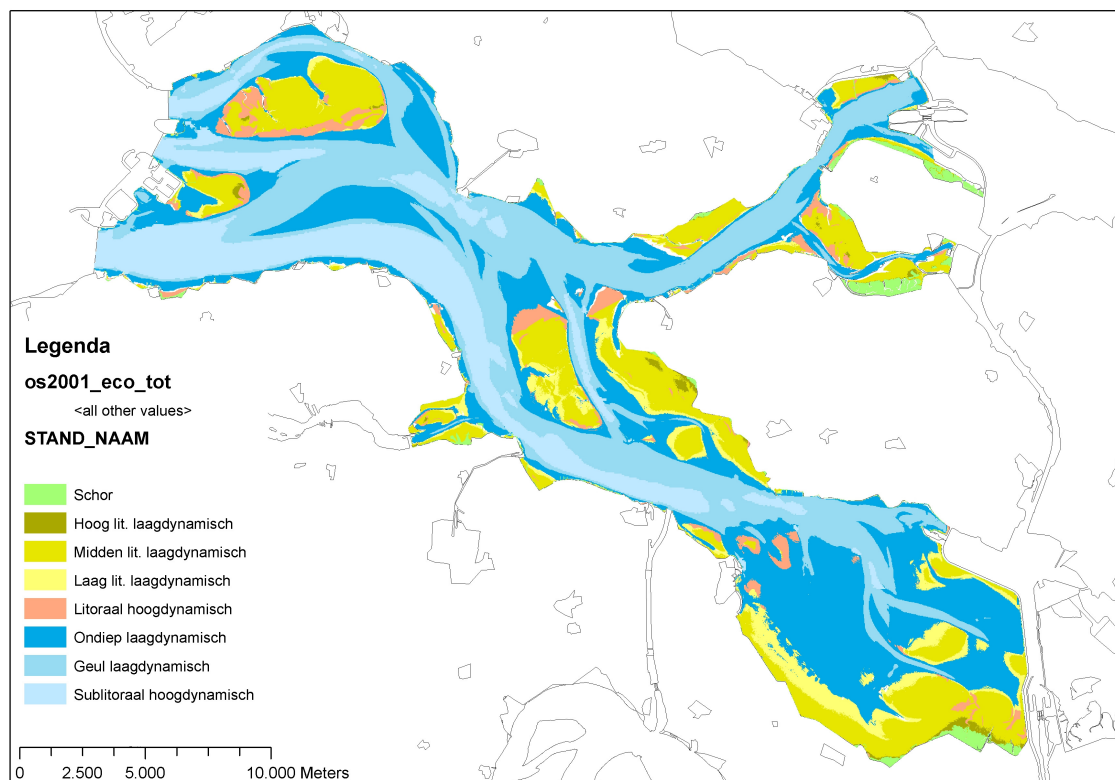 Legenda
os2001_eco_tot
<all other values>
STAND_NAAM
Schor
Hoog lit. laagdynamisch
Midden lit. laagdynamisch
Laag lit. laagdynamisch
Litoraal hoogdynamisch
Ondiep laagdynamisch
Geul laagdynamisch
Sublitoraal hoogdynamisch
0 2.500 5.000 10.000 Meters